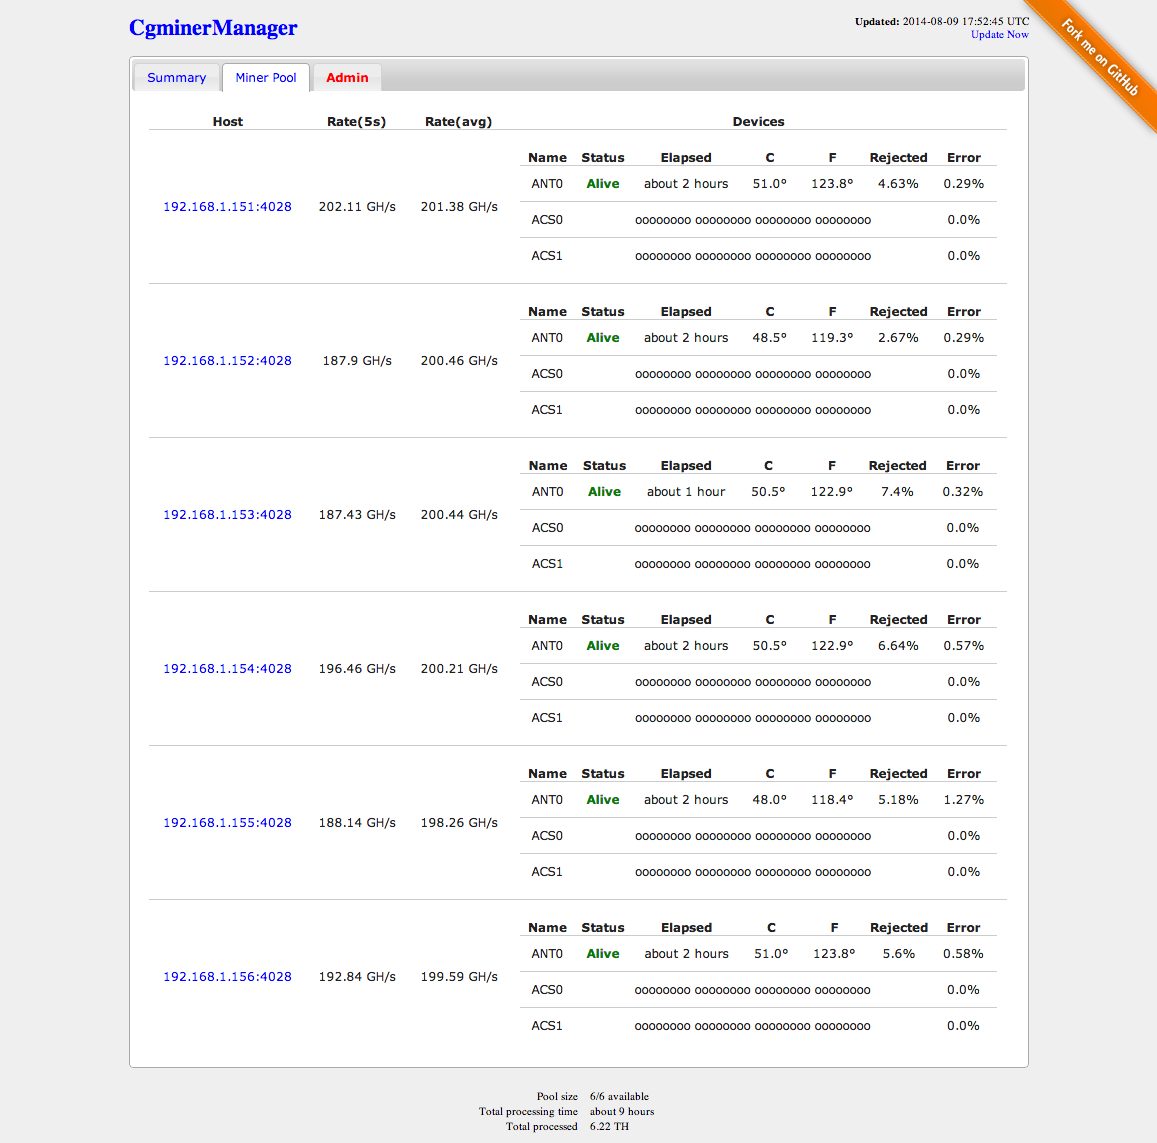 CgminerManager
Updated: 2014-08-09 17:52:45 UTC
Update Now
Fork me on GitHub
Summary Miner Pool Admin
Host Rate(5s) Rate(avg) Devices
Name Status Elapsed C F Rejected Error
ANT0 Alive about 2 hours 51.0° 123.8° 4.63% 0.29%
192.168.1.151:4028 202.11 GH/s 201.38 GH/s
ACS0 oooooooo oooooooo oooooooo oooooooo 0.0%
ACS1 oooooooo oooooooo oooooooo oooooooo 0.0%
Name Status Elapsed C F Rejected Error
ANT0 Alive about 2 hours 48.5° 119.3° 2.67% 0.29%
192.168.1.152:4028 187.9 GH/s 200.46 GH/s
ACS0 oooooooo oooooooo oooooooo oooooooo 0.0%
ACS1 oooooooo oooooooo oooooooo oooooooo 0.0%
Name Status Elapsed C F Rejected Error
ANT0 Alive about 1 hour 50.5° 122.9° 7.4% 0.32%
192.168.1.153:4028 187.43 GH/s 200.44 GH/s
ACS0 oooooooo oooooooo oooooooo oooooooo 0.0%
ACS1 oooooooo oooooooo oooooooo oooooooo 0.0%
Name Status Elapsed C F Rejected Error
ANT0 Alive about 2 hours 50.5° 122.9° 6.64% 0.57%
192.168.1.154:4028 196.46 GH/s 200.21 GH/s
ACS0 oooooooo oooooooo oooooooo oooooooo 0.0%
ACS1 oooooooo oooooooo oooooooo oooooooo 0.0%
Name Status Elapsed C F Rejected Error
ANT0 Alive about 2 hours 48.0° 118.4° 5.18% 1.27%
192.168.1.155:4028 188.14 GH/s 198.26 GH/s
ACS0 oooooooo oooooooo oooooooo oooooooo 0.0%
ACS1 oooooooo oooooooo oooooooo oooooooo 0.0%
Name Status Elapsed C F Rejected Error
ANT0 Alive about 2 hours 51.0° 123.8° 5.6% 0.58%
192.168.1.156:4028 192.84 GH/s 199.59 GH/s
ACS0 oooooooo oooooooo oooooooo oooooooo 0.0%
ACS1 oooooooo oooooooo oooooooo oooooooo 0.0%
Pool size 6/6 available
Total processing time about 9 hours
Total processed 6.22 TH